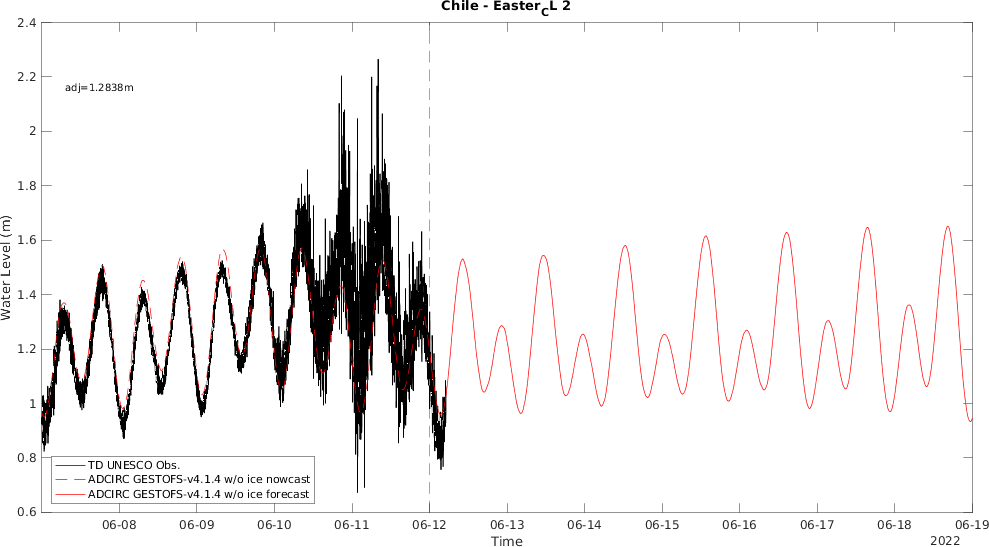 Chile - Easter_CL 2
2.4
2.2
2
1.8
1.6
1.4
1.2
1
0.8
0.6
Water Level (m)
adj=1.2838m
TD UNESCO Obs.
ADCIRC GESTOFS-v4.1.4 w/o ice nowcast
ADCIRC GESTOFS-v4.1.4 w/o ice forecast
06-08 06-09 06-10 06-11 06-12 06-13 06-14 06-15 06-16 06-17 06-18 06-19
Time
2022